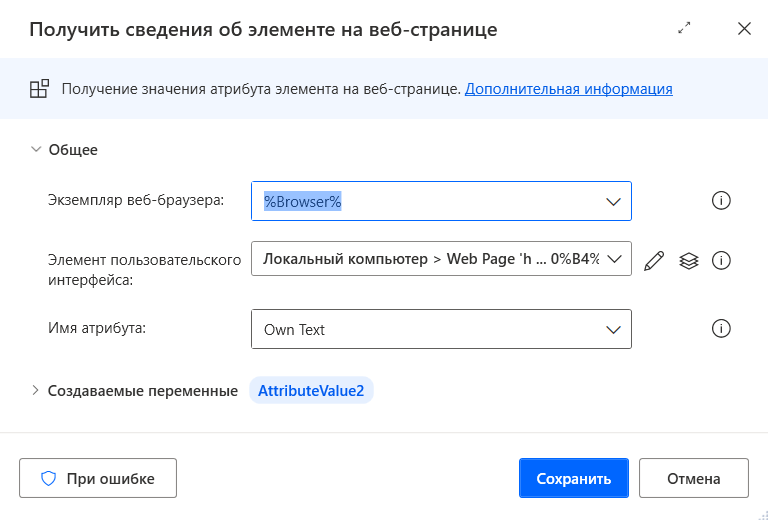 Получить сведения об элементе на веб-странице
Получение значения атрибута элемента на веб-странице. Дополнительная информация
Общее
Экземпляр веб-браузера:
%Browser%
Элемент пользовательского
интерфейса:
Локальный компьютер > Web Page 'h ... 0%B4%
Имя атрибута:
Own Text
Создаваемые переменные
AttributeValue2
При ошибке
Сохранить
Отмена